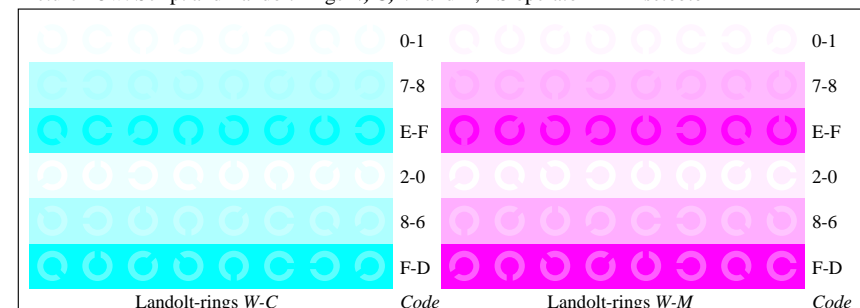 0-1 0-1
7-8 7-8
E-F E-F
2-0 2-0
8-6 8-6
F-D F-D
Landolt-rings W-C Code Landolt-rings W-M Code